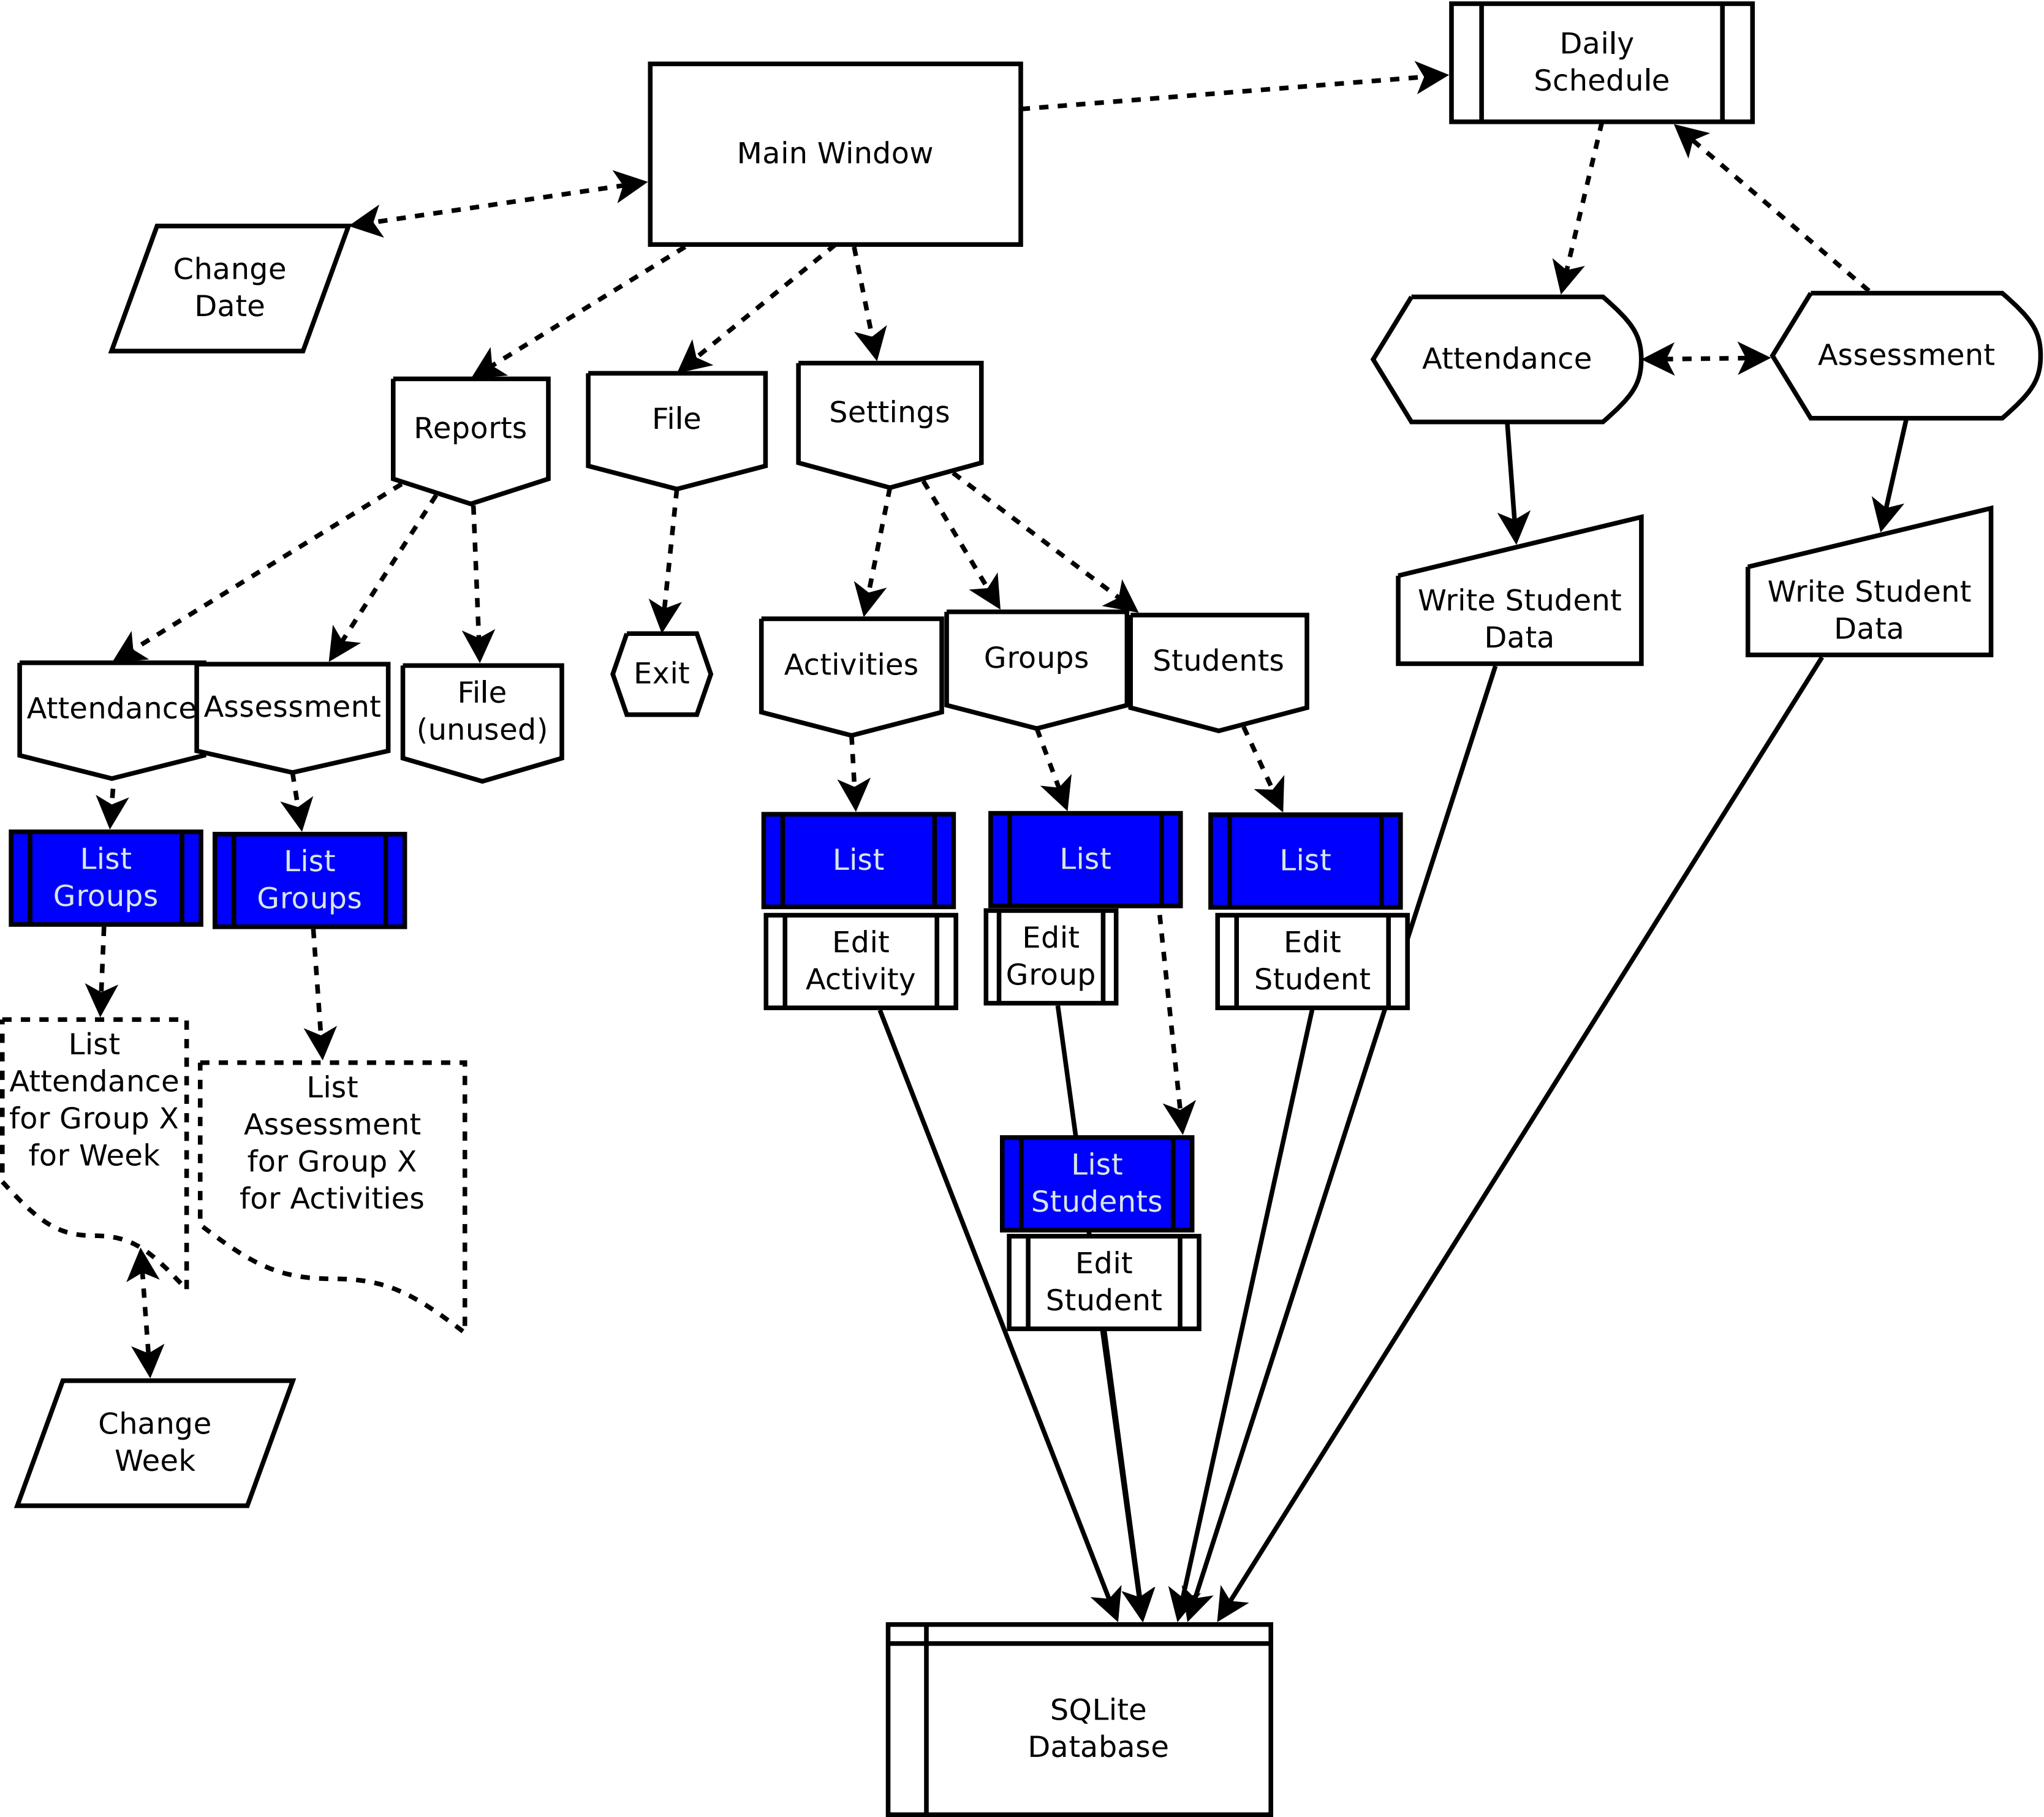 Daily
Schedule
Main Window
Change
Date
Attendance
Assessment
Reports
File
Settings
Write Student
Data
Write Student
Data
Attendance
Assessment
File
(unused)
Exit
Activities
Groups
Students
List
Groups
List
Groups
List
List
List
Edit
Activity
Edit
Group
Edit
Student
List
Attendance
for Group X
for Week
List
Assessment
for Group X
for Activities
List
Students
Edit
Student
Change
Week
SQLite
Database